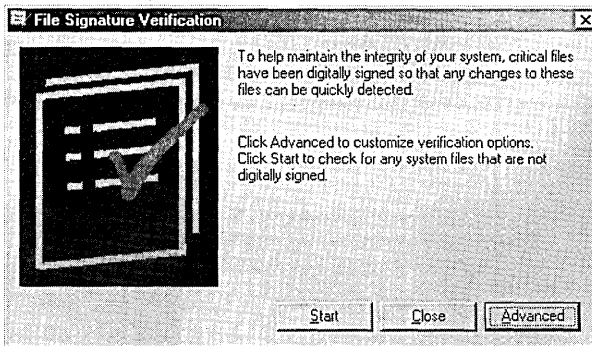 File Signature Verification
To help maintain the integrity of your system, critical files
have been digitally signed so that any changes to these
files can be quickly detected.
Click Advanced to customize verification options.
Click Start to check for any system files that are not
digitally signed.
Start Close Advanced